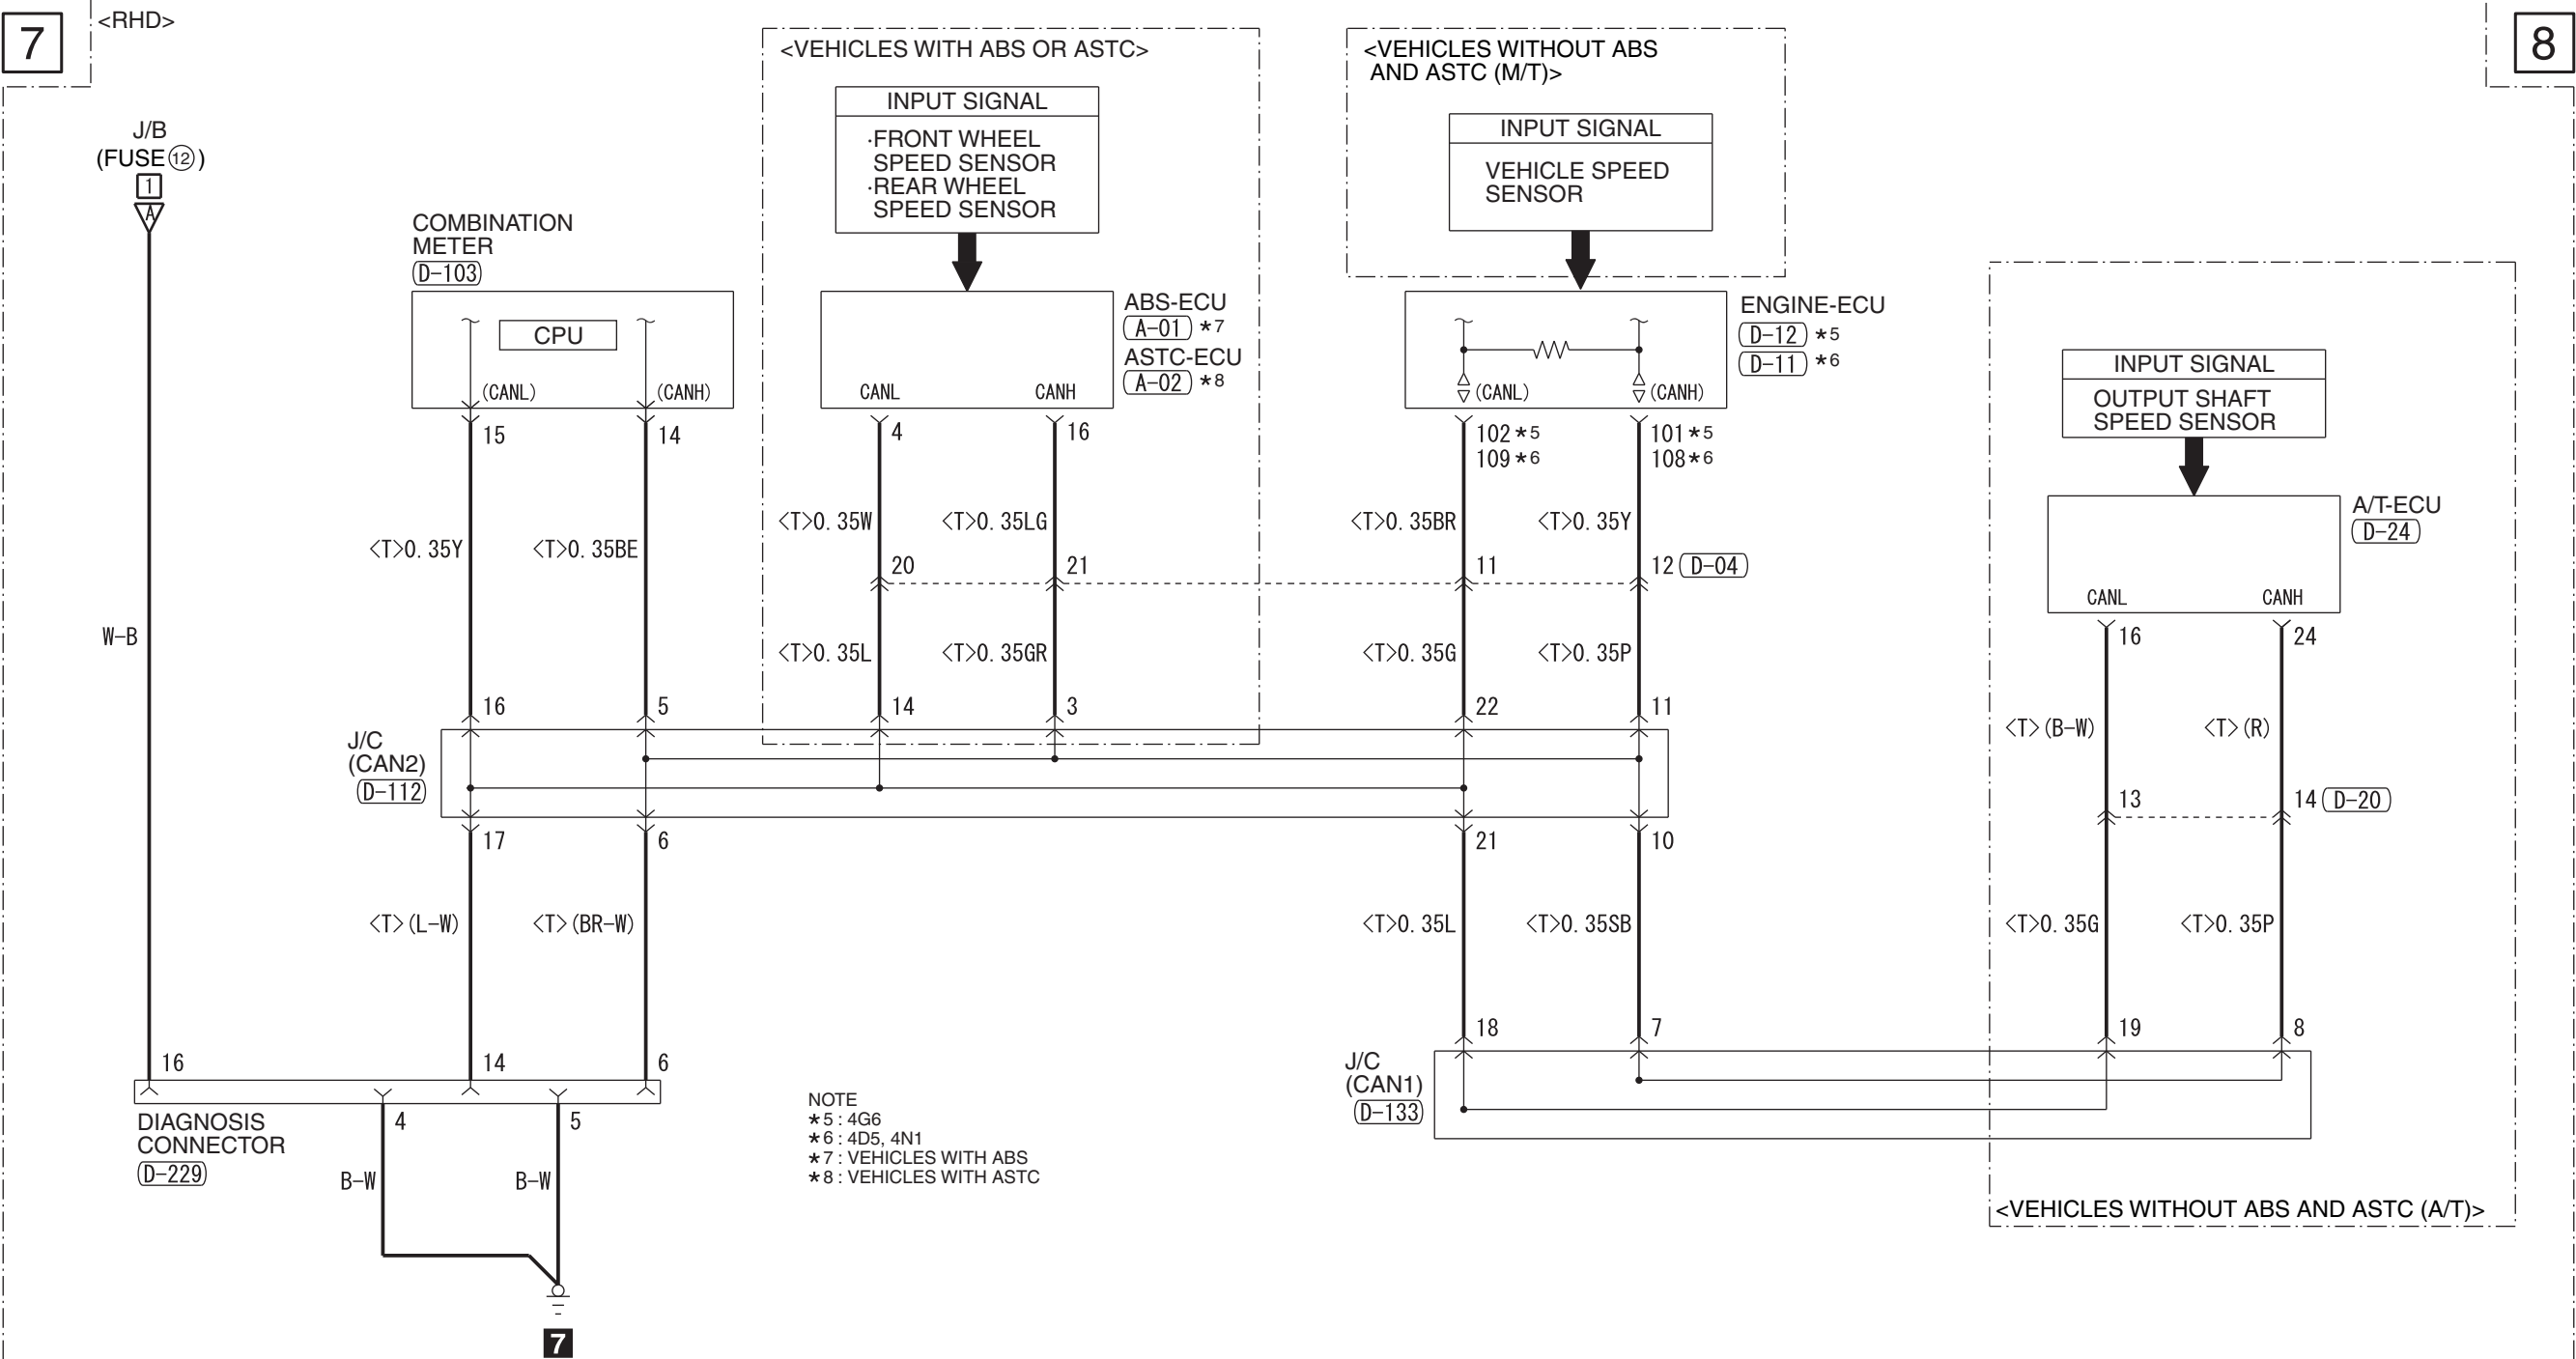 7
<RHD>
8
J/B
(FUSE⑫)
1
A
W-B
COMBINATION
METER
D-103
CPU
(CANL)
(CANH)
15
14
<T>0.35Y
<T>0.35BE
16
5
<VEHICLES WITH ABS OR ASTC>
INPUT SIGNAL
·FRONT WHEEL
SPEED SENSOR
·REAR WHEEL
SPEED SENSOR
ABS-ECU
A-01 *7
ASTC-ECU
A-02 *8
CANL
CANH
4
16
<T>0.35W
<T>0.35LG
20
21
<T>0.35L
<T>0.35GR
14
3
<VEHICLES WITHOUT ABS
AND ASTC (M/T)>
INPUT SIGNAL
VEHICLE SPEED
SENSOR
ENGINE-ECU
D-12 *5
D-11 *6
(CANL)
(CANH)
102*5
109*6
101*5
108*6
<T>0.35BR
<T>0.35Y
11
12 D-04
<T>0.35G
<T>0.35P
22
11
J/C
(CAN2)
D-112
17
6
21
10
<T>(L-W)
<T>(BR-W)
<T>0.35L
<T>0.35SB
18
7
INPUT SIGNAL
OUTPUT SHAFT
SPEED SENSOR
A/T-ECU
D-24
CANL
CANH
16
24
<T>(B-W)
<T>(R)
13
14 D-20
<T>0.35G
<T>0.35P
19
8
J/C
(CAN1)
D-133
<VEHICLES WITHOUT ABS AND ASTC (A/T)>
16
14
6
DIAGNOSIS
CONNECTOR
D-229
4
5
B-W
B-W
7
NOTE
*5 : 4G6
*6 : 4D5, 4N1
*7 : VEHICLES WITH ABS
*8 : VEHICLES WITH ASTC